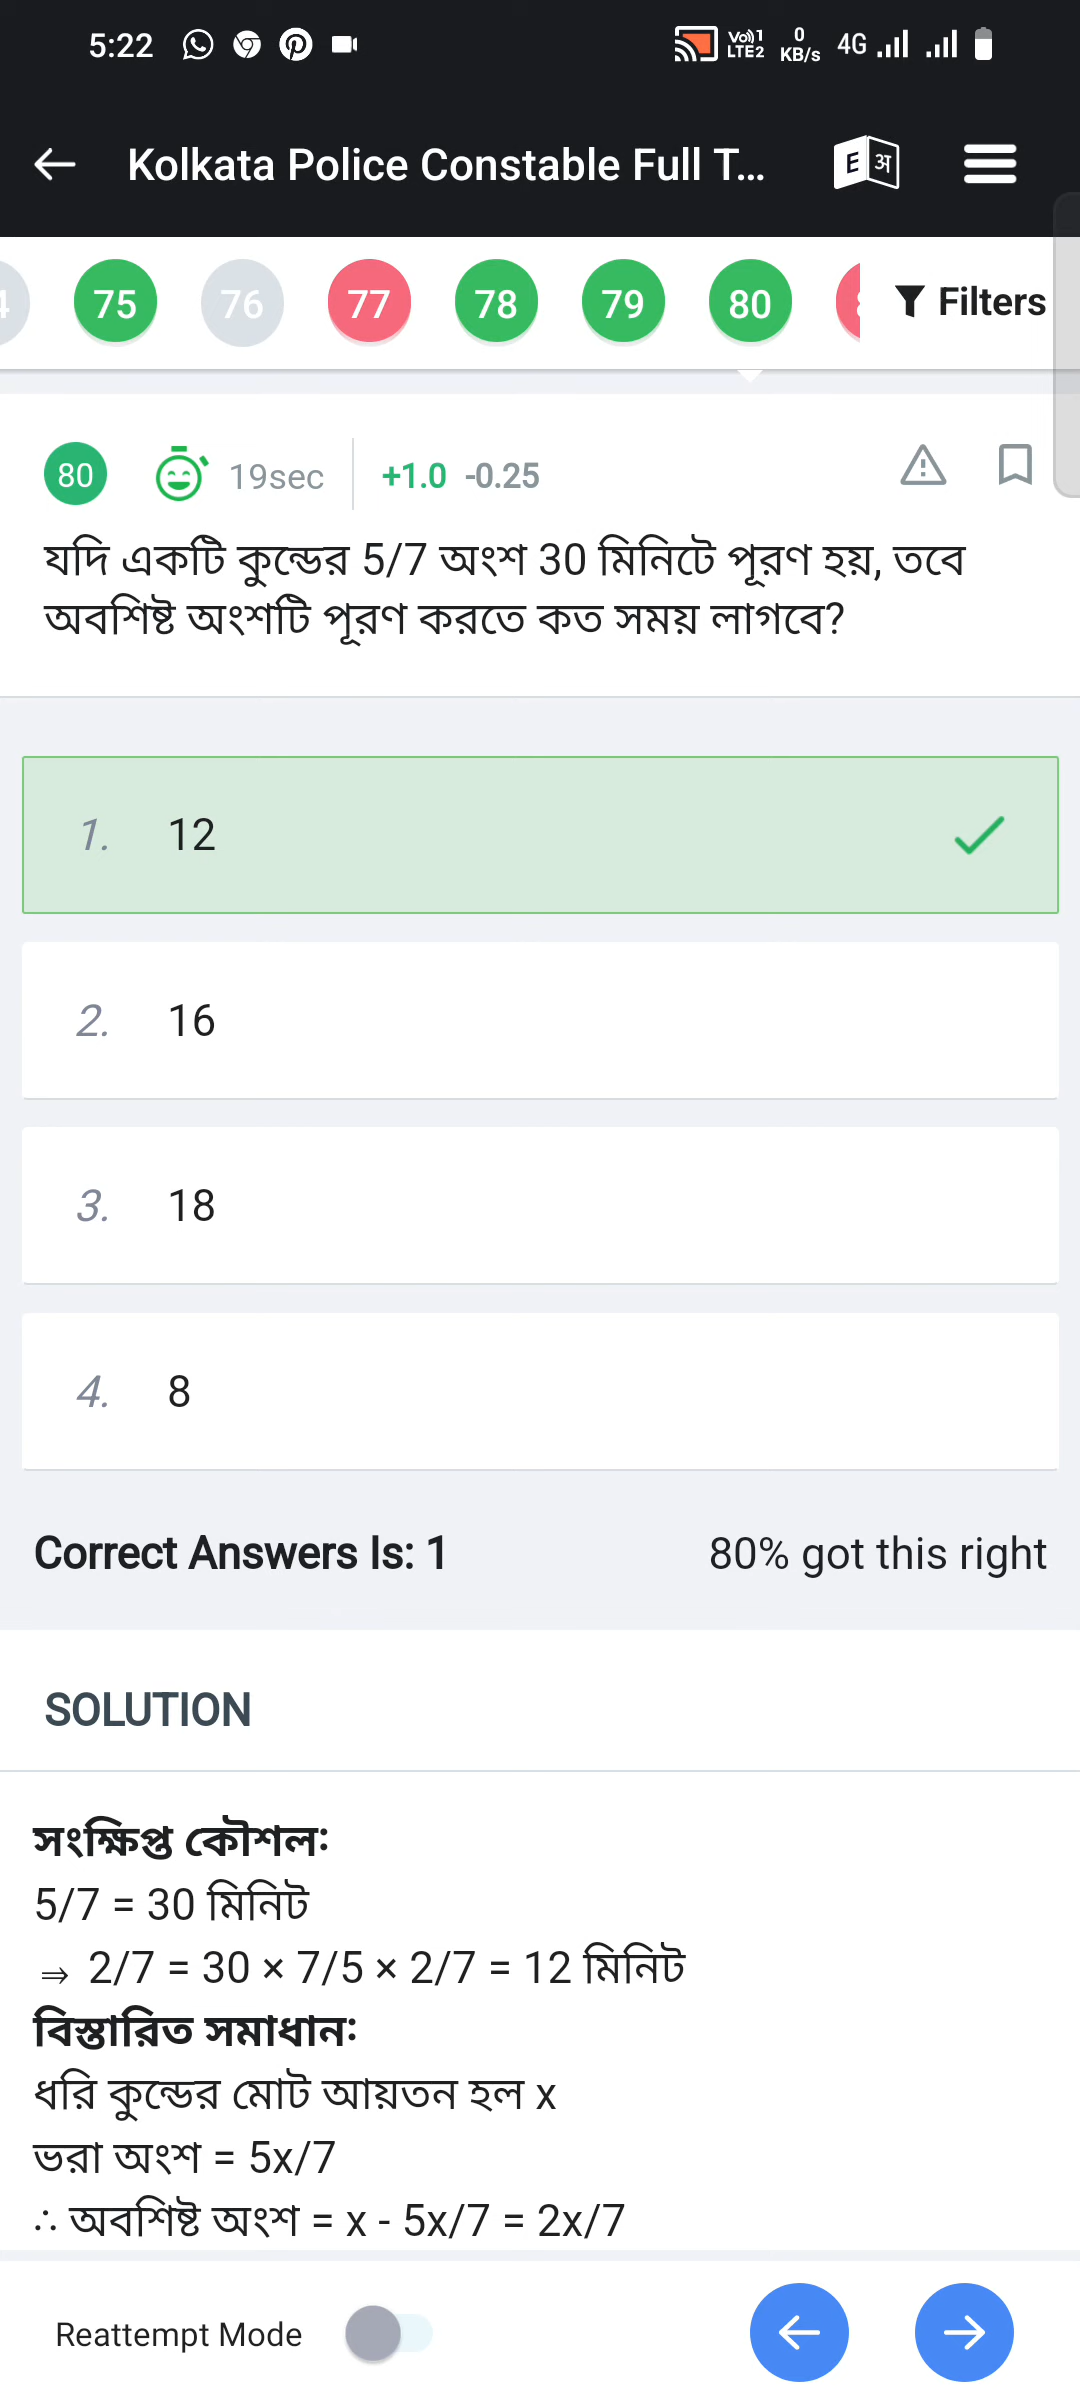 5:22 Vo))1 LTE2 0 KB/s 4G
Kolkata Police Constable Full T... E अ
75 76 77 78 79 80 Filters
80 19sec +1.0 -0.25
যদি একটি কুন্ডের 5/7 অংশ 30 মিনিটে পূরণ হয়, তবে
অবশিষ্ট অংশটি পূরণ করতে কত সময় লাগবে?
1. 12
2. 16
3. 18
4. 8
Correct Answers Is: 1 80% got this right
SOLUTION
সংক্ষিপ্ত কৌশল:
5/7 = 30 মিনিট
⇒ 2/7 = 30 × 7/5 × 2/7 = 12 মিনিট
বিস্তারিত সমাধান:
ধরি কুন্ডের মোট আয়তন হল x
ভরা অংশ = 5x/7
∴ অবশিষ্ট অংশ = x - 5x/7 = 2x/7
Reattempt Mode